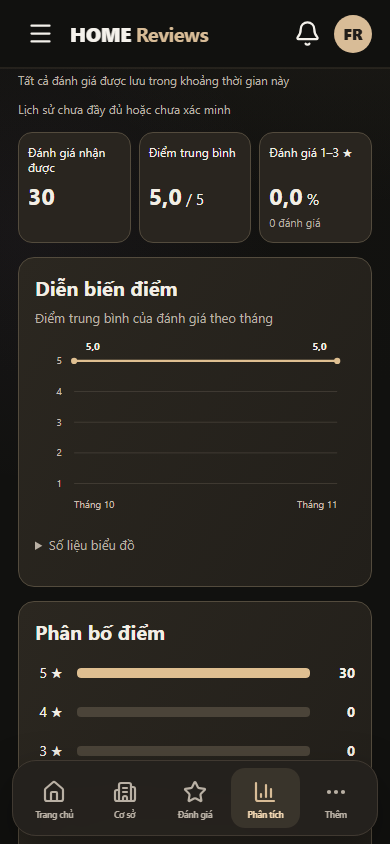 HOME Reviews
FR
Tất cả đánh giá được lưu trong khoảng thời gian này
Lịch sử chưa đầy đủ hoặc chưa xác minh
Đánh giá nhận được
30
Điểm trung bình
5,0 / 5
Đánh giá 1–3 ★
0,0 %
0 đánh giá
Diễn biến điểm
Điểm trung bình của đánh giá theo tháng
5,0
5,0
5
4
3
2
1
Tháng 10
Tháng 11
▶ Số liệu biểu đồ
Phân bố điểm
5 ★ 30
4 ★ 0
3 ★ 0
Trang chủ
Cơ sở
Đánh giá
Phân tích
Thêm